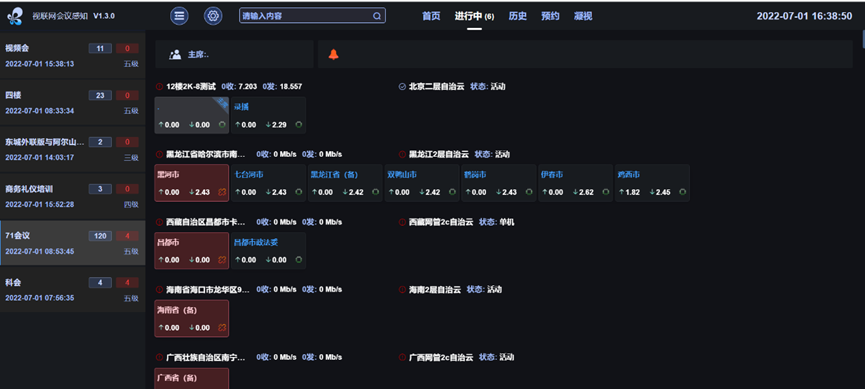 视联网会议感知 V1.3.0
请输入内容
首页 进行中 (6) 历史 预约 凝视
2022-07-01 16:38:50
视频会 11 0
2022-07-01 15:38:13 五级
四楼 23 0
2022-07-01 08:33:34 五级
东城外联版与阿尔山... 2 0
2022-07-01 14:03:17 三级
商务礼仪培训 3 0
2022-07-01 15:52:28 四级
71会议 120 4
2022-07-01 08:53:45 五级
科会 4 4
2022-07-01 07:56:35 五级
主席:.
12楼2K-8测试 0收: 7.203 0发: 18.557 北京二层自治云 状态: 活动
. 录播
↑0.00 ↓0.00 ↑0.00 ↓2.29
黑龙江省哈尔滨市南... 0收: 0 Mb/s 0发: 0 Mb/s 黑龙江2层自治云 状态: 活动
黑河市 七台河市 黑龙江省（备） 双鸭山市 鹤岗市 伊春市 鸡西市
↑0.00 ↓2.43 ↑0.00 ↓2.43 ↑0.00 ↓2.42 ↑0.00 ↓2.42 ↑0.00 ↓2.43 ↑0.00 ↓2.62 ↑1.82 ↓2.45
西藏自治区昌都市卡... 0收: 0 Mb/s 0发: 0 Mb/s 西藏网管2c自治云 状态: 单机
昌都市 昌都市政法委
↑0.00 ↓0.00 ↑0.00 ↓0.00
海南省海口市龙华区9... 0收: 0 Mb/s 0发: 0 Mb/s 海南2层自治云 状态: 活动
海南省（备）
↑0.00 ↓0.00
广西壮族自治区南宁... 0收: 0 Mb/s 0发: 0 Mb/s 广西网管2c自治云 状态: 活动
广西省（备）